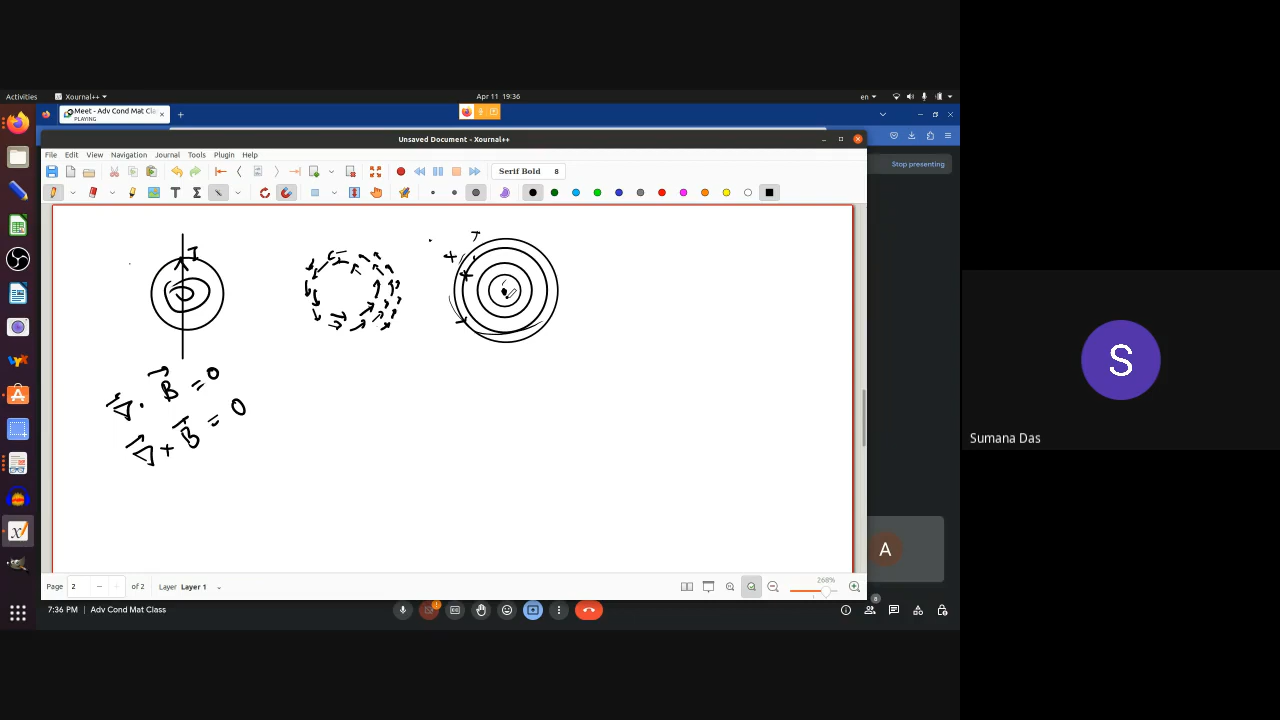 Activities Xournal++ ▾ Apr 11 19:36 en ▾
Meet - Adv Cond Mat Cla
PLAYING
Unsaved Document - Xournal++
File Edit View Navigation Journal Tools Plugin Help
Stop presenting
Serif Bold 8
I
∇⃗ · B⃗ = 0
∇⃗ × B⃗ = 0
S
Sumana Das
A
Page 2 of 2 Layer Layer 1
268%
7:36 PM | Adv Cond Mat Class